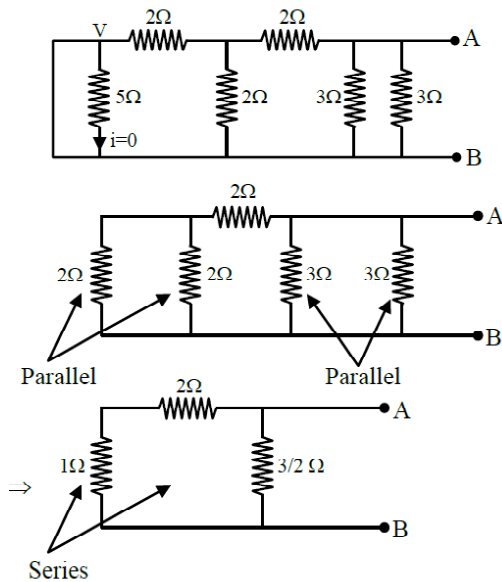 2Ω 2Ω
V A
5Ω 2Ω 3Ω 3Ω
i=0
B
2Ω
A
2Ω 2Ω 3Ω 3Ω
B
Parallel Parallel
2Ω
A
⇒ 1Ω 3/2 Ω
B
Series